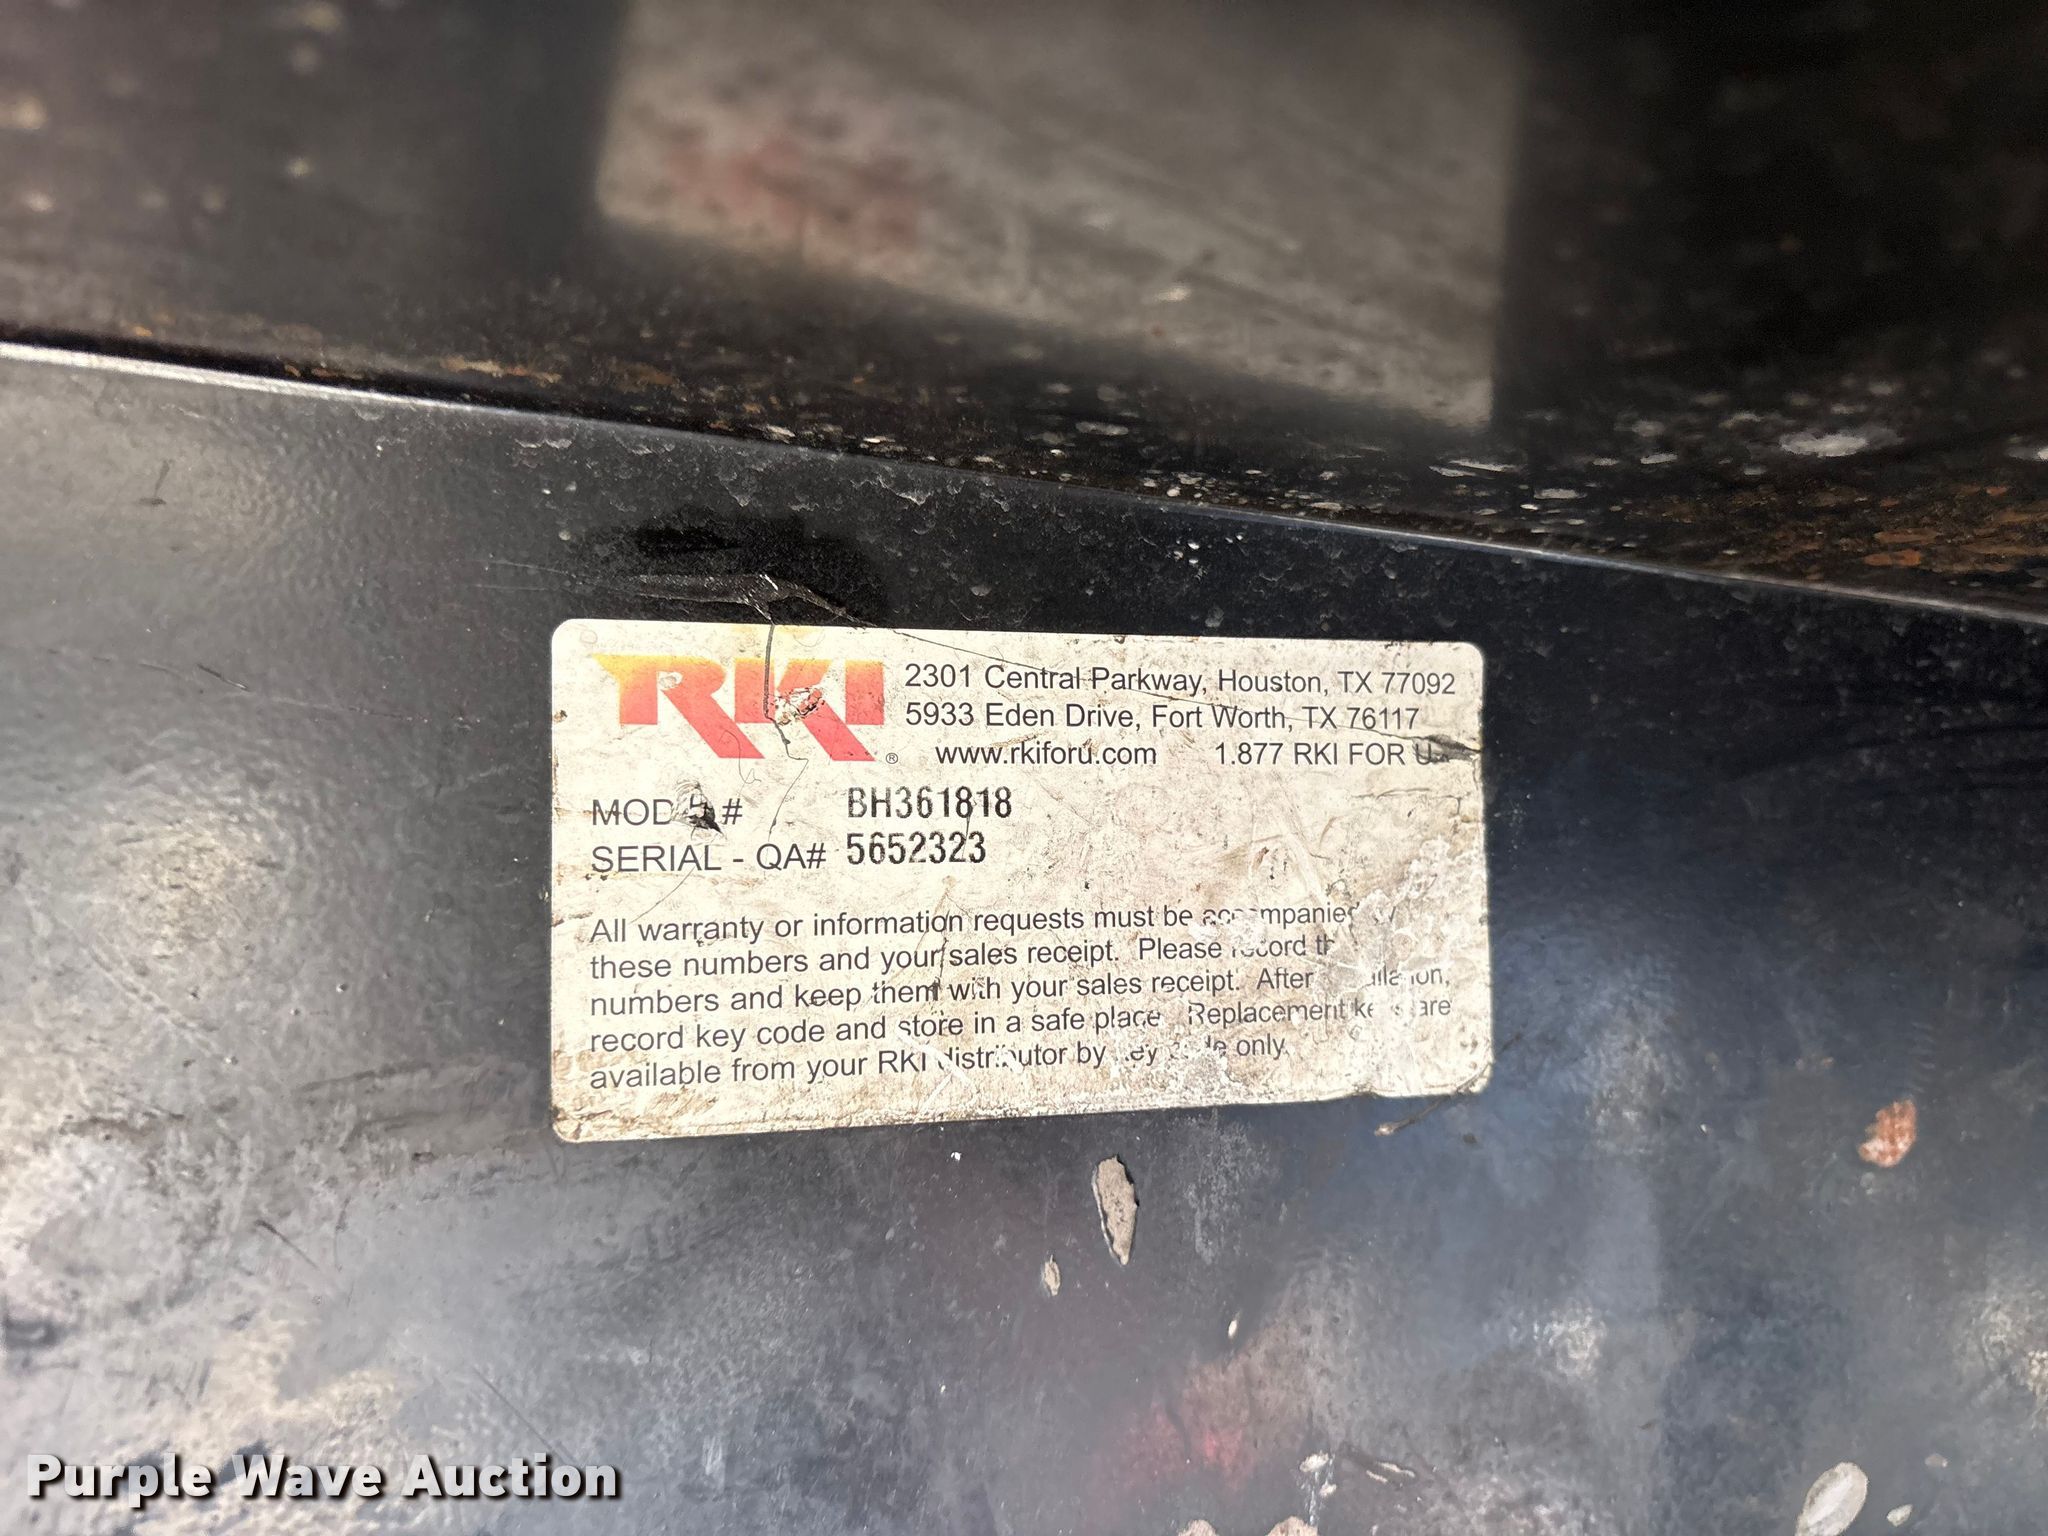 RKI ®
2301 Central Parkway, Houston, TX 77092
5933 Eden Drive, Fort Worth, TX 76117
www.rkiforu.com 1.877 RKI FOR U
# BH361818
SERIAL - QA# 5652323
All warranty or information requests must be
these numbers and your sales receipt. Please
numbers and keep them with your sales receipt. After
record key code and store in a safe place Replacement are
available from your RKI by only.
Purple Wave Auction